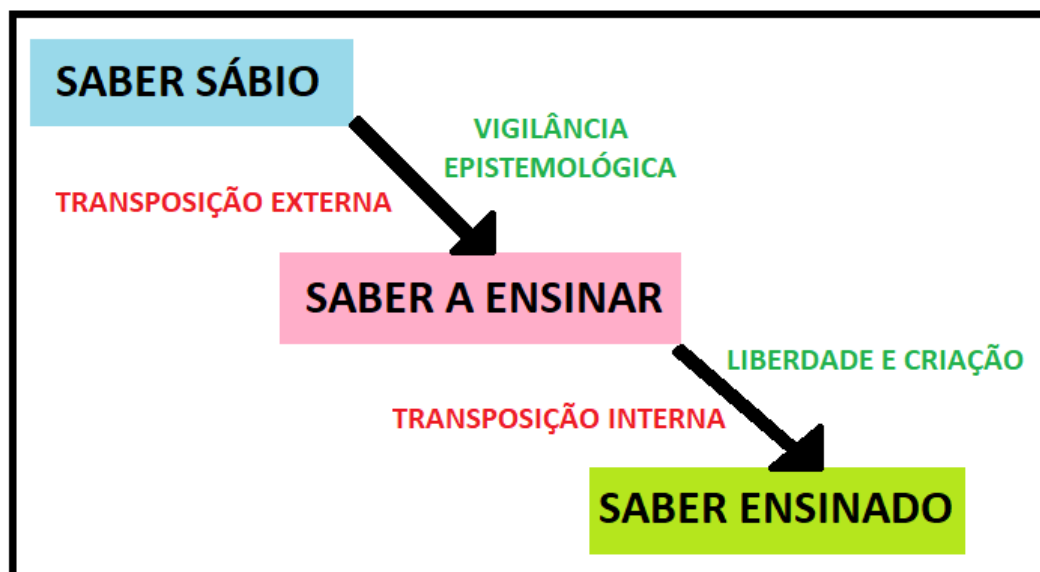 SABER SÁBIO
VIGILÂNCIA
EPISTEMOLÓGICA
TRANSPOSIÇÃO EXTERNA
SABER A ENSINAR
LIBERDADE E CRIAÇÃO
TRANSPOSIÇÃO INTERNA
SABER ENSINADO